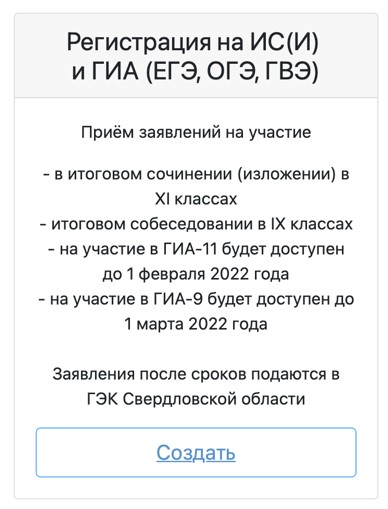 Регистрация на ИС(И)
и ГИА (ЕГЭ, ОГЭ, ГВЭ)
Приём заявлений на участие
- в итоговом сочинении (изложении) в
XI классах
- итоговом собеседовании в IX классах
- на участие в ГИА-11 будет доступен
до 1 февраля 2022 года
- на участие в ГИА-9 будет доступен до
1 марта 2022 года
Заявления после сроков подаются в
ГЭК Свердловской области
Создать